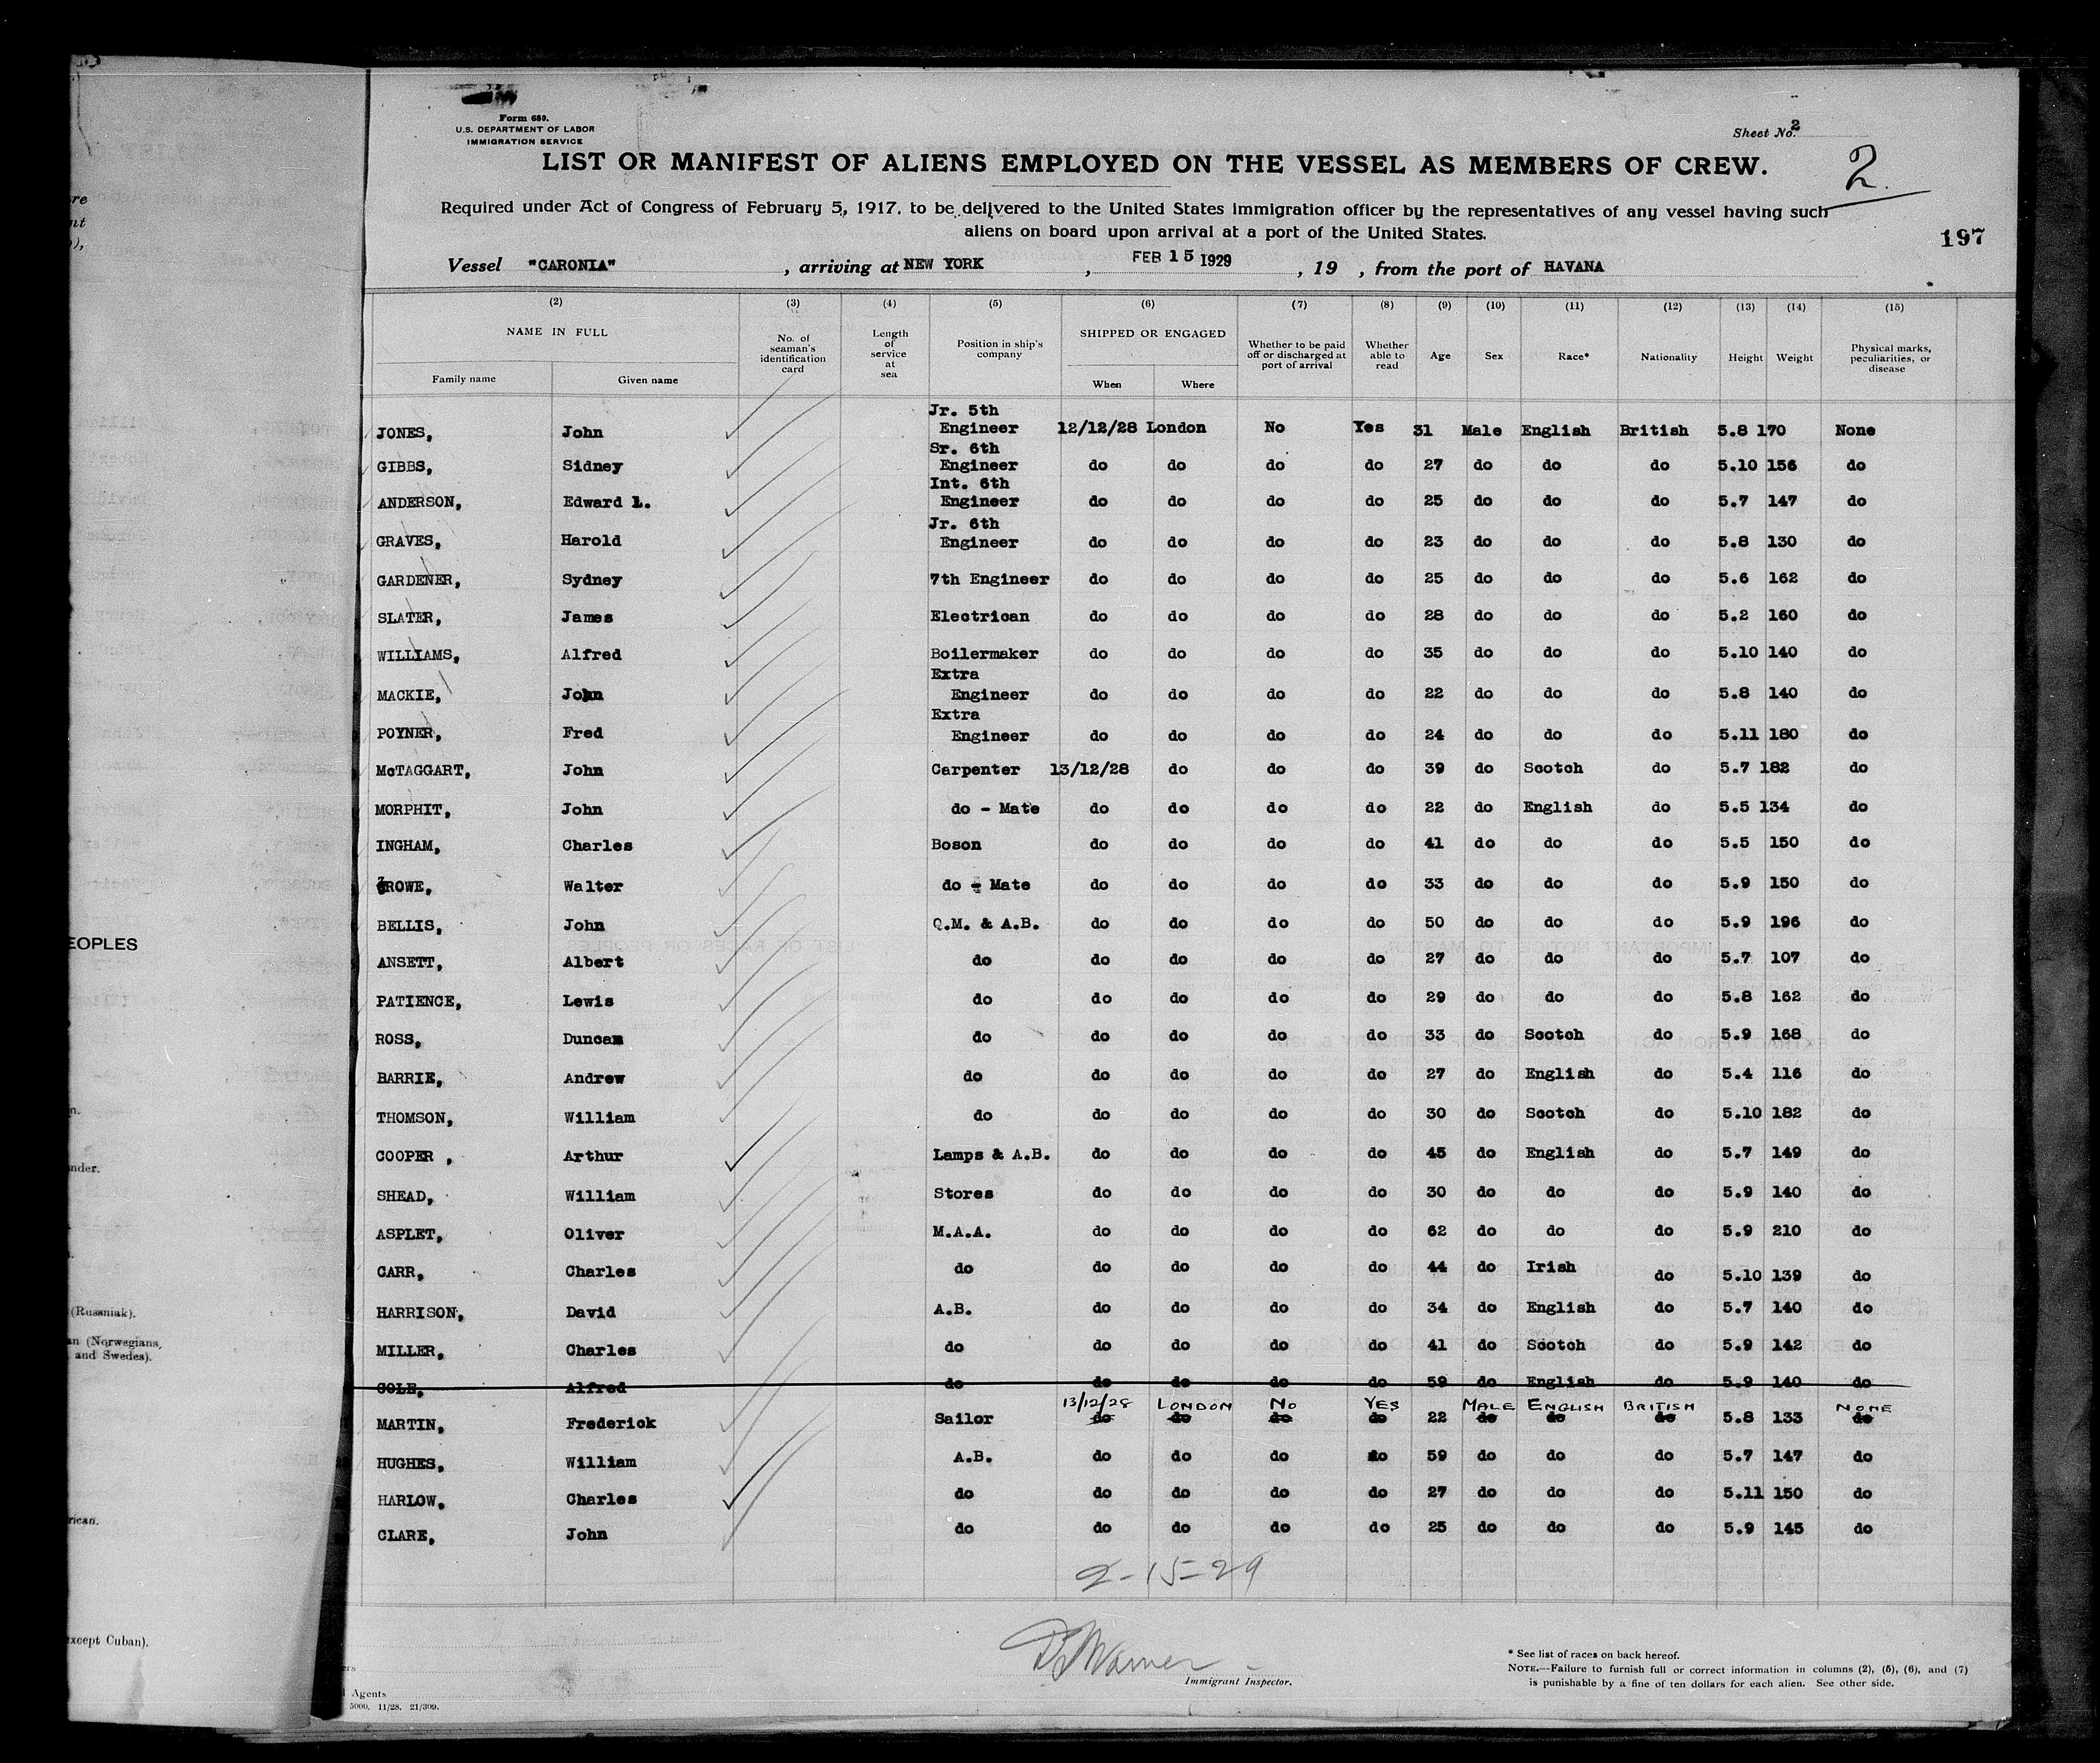 Form 680.
U.S. DEPARTMENT OF LABOR
IMMIGRATION SERVICE
Sheet No. 2
LIST OR MANIFEST OF ALIENS EMPLOYED ON THE VESSEL AS MEMBERS OF CREW.
2
Required under Act of Congress of February 5, 1917, to be delivered to the United States immigration officer by the representatives of any vessel having such
aliens on board upon arrival at a port of the United States.
197
Vessel "CARONIA", arriving at NEW YORK, FEB 15 1929, 19 , from the port of HAVANA
(2) (3) (4) (5) (6) (7) (8) (9) (10) (11) (12) (13) (14) (15)
NAME IN FULL No. of seaman's identification card Length of service at sea Position in ship's company SHIPPED OR ENGAGED Whether to be paid off or discharged at port of arrival Whether able to read Age Sex Race* Nationality Height Weight Physical marks, peculiarities, or disease
Family name Given name When Where
JONES, John Jr. 5th Engineer 12/12/28 London No Yes 31 Male English British 5.8 170 None
GIBBS, Sidney Sr. 6th Engineer do do do do 27 do do do 5.10 156 do
ANDERSON, Edward L. Int. 6th Engineer do do do do 25 do do do 5.7 147 do
GRAVES, Harold Jr. 6th Engineer do do do do 23 do do do 5.8 130 do
GARDENER, Sydney 7th Engineer do do do do 25 do do do 5.6 162 do
SLATER, James Electrican do do do do 28 do do do 5.2 160 do
WILLIAMS, Alfred Boilermaker do do do do 35 do do do 5.10 140 do
MACKIE, John Extra Engineer do do do do 22 do do do 5.8 140 do
POYNER, Fred Extra Engineer do do do do 24 do do do 5.11 180 do
McTAGGART, John Carpenter 13/12/28 do do do 39 do Scotch do 5.7 182 do
MORPHIT, John do - Mate do do do do 22 do English do 5.5 134 do
INGHAM, Charles Boson do do do do 41 do do do 5.5 150 do
ROWE, Walter do - Mate do do do do 33 do do do 5.9 150 do
BELLIS, John Q.M. & A.B. do do do do 50 do do do 5.9 196 do
ANSETT, Albert do do do do do 27 do do do 5.7 107 do
PATIENCE, Lewis do do do do do 29 do do do 5.8 162 do
ROSS, Duncan do do do do do 33 do Scotch do 5.9 168 do
BARRIE, Andrew do do do do do 27 do English do 5.4 116 do
THOMSON, William do do do do do 30 do Scotch do 5.10 182 do
COOPER , Arthur Lamps & A.B. do do do do 45 do English do 5.7 149 do
SHEAD, William Stores do do do do 30 do do do 5.9 140 do
ASPLET, Oliver M.A.A. do do do do 62 do do do 5.9 210 do
CARR, Charles do do do do do 44 do Irish do 5.10 139 do
HARRISON, David A.B. do do do do 34 do English do 5.7 140 do
MILLER, Charles do do do do do 41 do Scotch do 5.9 142 do
COLE, Alfred do do do do do 59 do English do 5.9 140 do
13/12/28 LONDON No YES MALE ENGLISH BRITISH NONE
MARTIN, Frederick Sailor do do do do 22 do do do 5.8 133 do
HUGHES, William A.B. do do do do 59 do do do 5.7 147 do
HARLOW, Charles do do do do do 27 do do do 5.11 150 do
CLARE, John do do do do do 25 do do do 5.9 145 do
2-15-29
Immigrant Inspector.
* See list of races on back hereof.
NOTE.—Failure to furnish full or correct information in columns (2), (5), (6), and (7)
is punishable by a fine of ten dollars for each alien. See other side.
Agents
5000. 11/28. 21/309.
EOPLES
(Russniak).
an (Norwegians,
and Swedes).
except Cuban).